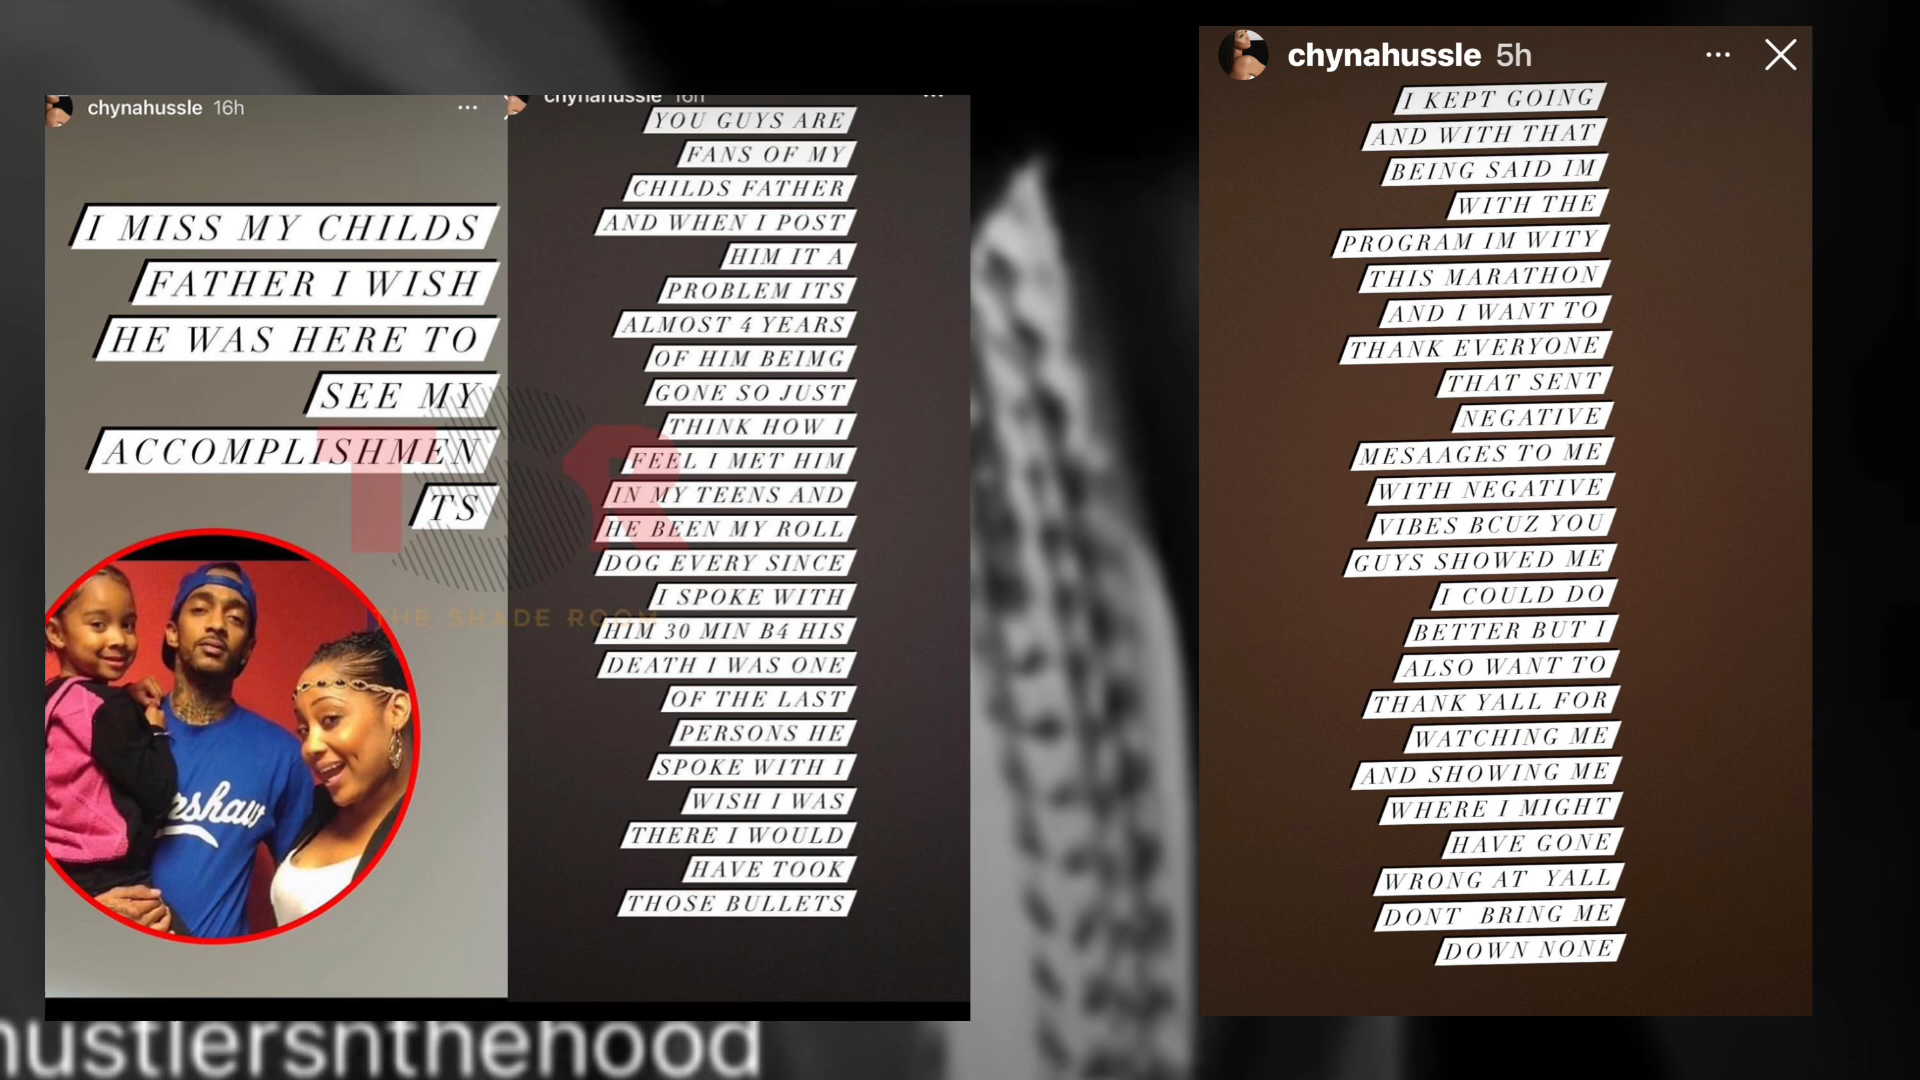 chynahussle 16h
I MISS MY CHILDS
FATHER I WISH
HE WAS HERE TO
SEE MY
ACCOMPLISHMEN
TS
chynahussle 16h
YOU GUYS ARE
FANS OF MY
CHILDS FATHER
AND WHEN I POST
HIM IT A
PROBLEM ITS
ALMOST 4 YEARS
OF HIM BEIMG
GONE SO JUST
THINK HOW I
FEEL I MET HIM
IN MY TEENS AND
HE BEEN MY ROLL
DOG EVERY SINCE
I SPOKE WITH
HIM 30 MIN B4 HIS
DEATH I WAS ONE
OF THE LAST
PERSONS HE
SPOKE WITH I
WISH I WAS
THERE I WOULD
HAVE TOOK
THOSE BULLETS
TSR
THE SHADE ROOM
chynahussle 5h
I KEPT GOING
AND WITH THAT
BEING SAID IM
WITH THE
PROGRAM IM WITY
THIS MARATHON
AND I WANT TO
THANK EVERYONE
THAT SENT
NEGATIVE
MESAAGES TO ME
WITH NEGATIVE
VIBES BCUZ YOU
GUYS SHOWED ME
I COULD DO
BETTER BUT I
ALSO WANT TO
THANK YALL FOR
WATCHING ME
AND SHOWING ME
WHERE I MIGHT
HAVE GONE
WRONG AT YALL
DONT BRING ME
DOWN NONE
hustlersnthehood